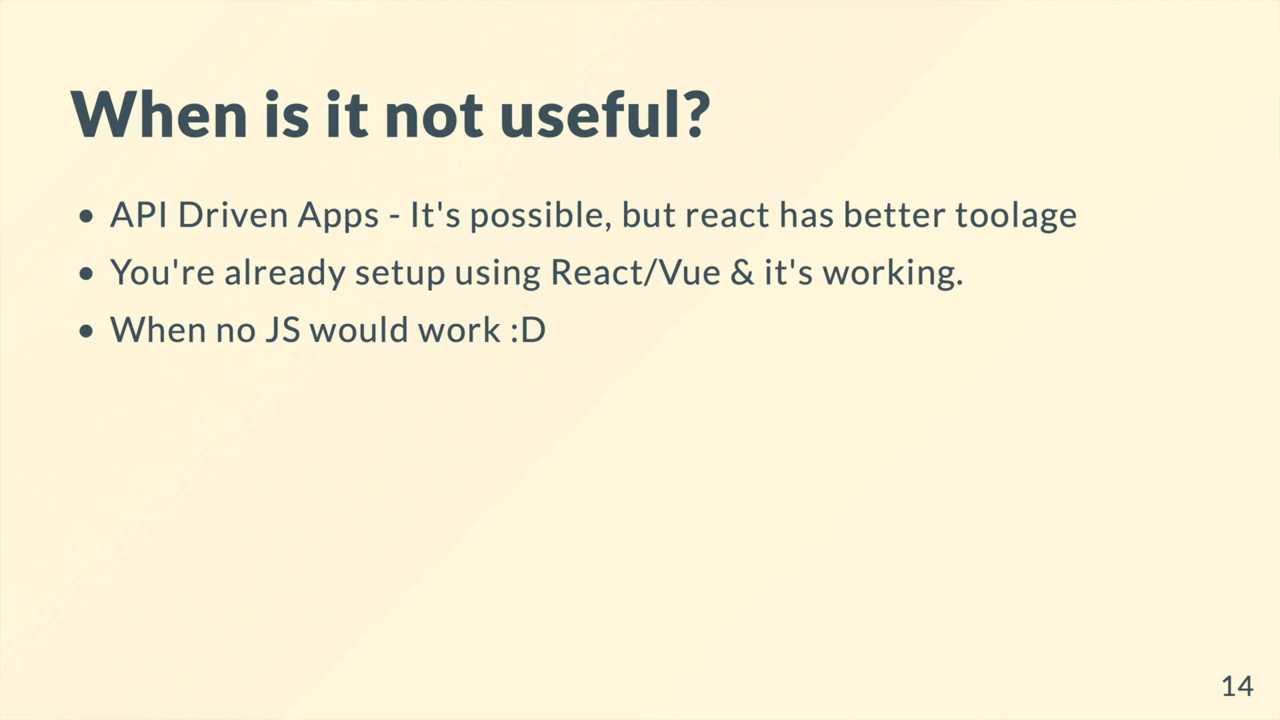 When is it not useful?
• API Driven Apps - It's possible, but react has better toolage
• You're already setup using React/Vue & it's working.
• When no JS would work :D
14